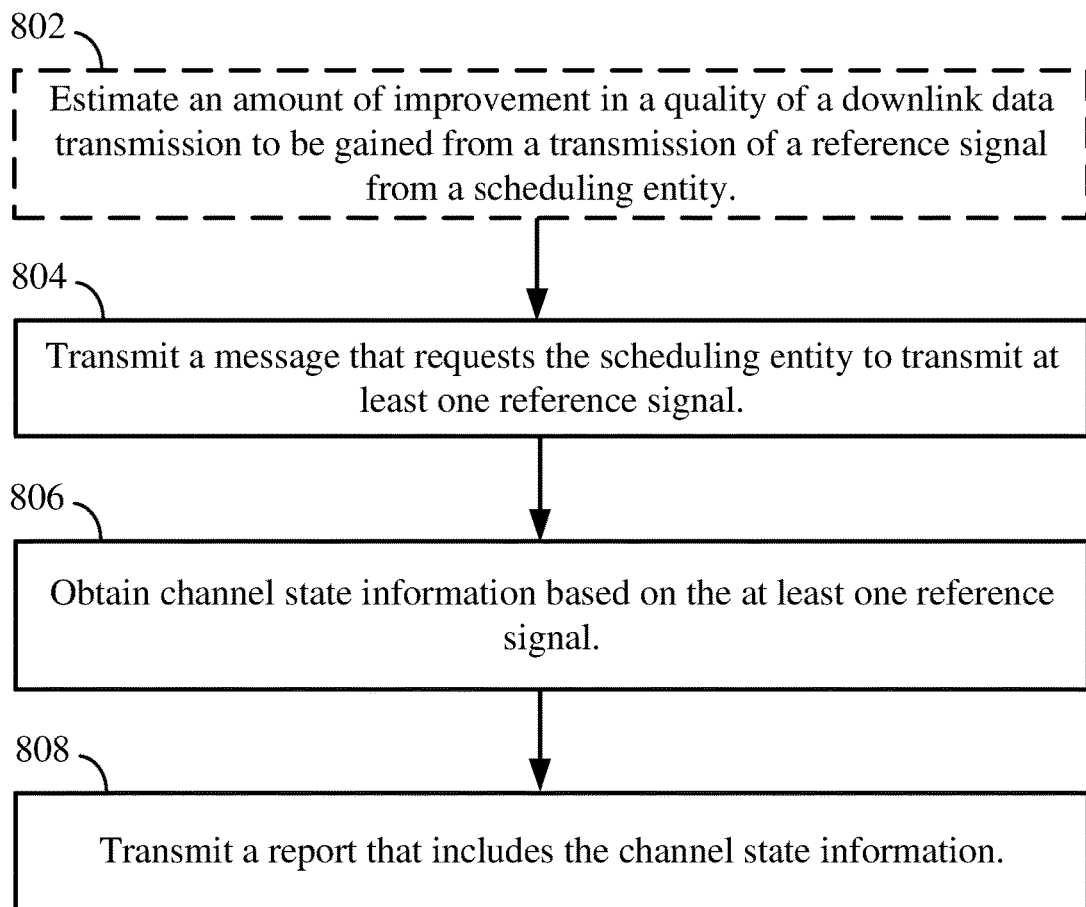 802
Estimate an amount of improvement in a quality of a downlink data
transmission to be gained from a transmission of a reference signal
from a scheduling entity.
804
Transmit a message that requests the scheduling entity to transmit at
least one reference signal.
806
Obtain channel state information based on the at least one reference
signal.
808
Transmit a report that includes the channel state information.